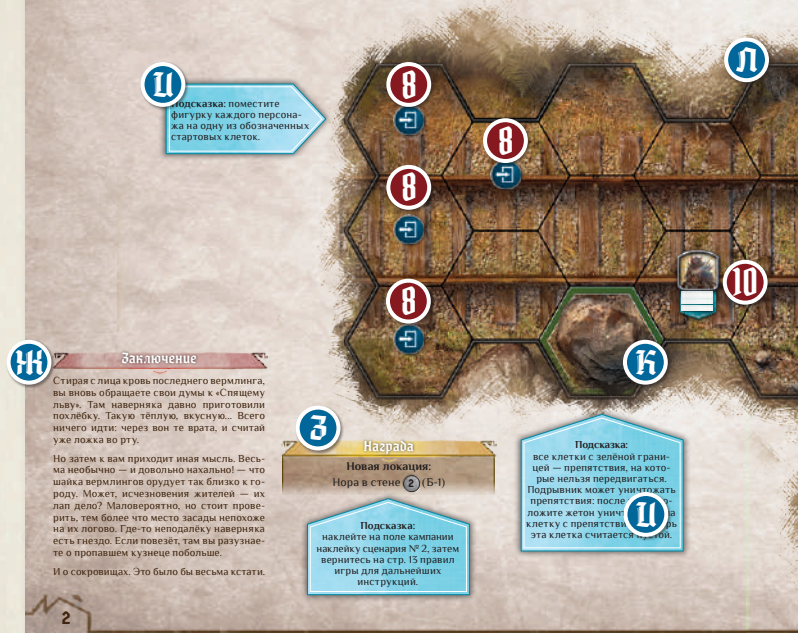 И
Подсказка: поместите
фигурку каждого персона-
жа на одну из обозначенных
стартовых клеток.
8
8
8
8
10
Л
К
Ж
Заключение
Стирая с лица кровь последнего вермлинга,
вы вновь обращаете свои думы к «Спящему
льву». Там наверняка давно приготовили
похлёбку. Такую тёплую, вкусную... Всего
ничего идти: через вон те врата, и считай
уже ложка во рту.
Но затем к вам приходит иная мысль. Весь-
ма необычно — и довольно нахально! — что
шайка вермлингов орудует так близко к го-
роду. Может, исчезновения жителей — их
лап дело? Маловероятно, но стоит прове-
рить, тем более что место засады непохоже
на их логово. Где-то неподалёку наверняка
есть гнездо. Если повезёт, там вы разузнае-
те о пропавшем кузнеце побольше.
И о сокровищах. Это было бы весьма кстати.
З
Награда
Новая локация:
Нора в стене 2 (Б-1)
Подсказка:
наклейте на поле кампании
наклейку сценария № 2, затем
вернитесь на стр. 13 правил
игры для дальнейших
инструкций.
Подсказка:
все клетки с зелёной грани-
цей — препятствия, на кото-
рые нельзя передвигаться.
Подрывник может уничтожать
препятствия: после
ложите жетон
клетку с
эта клетка считается
И
2